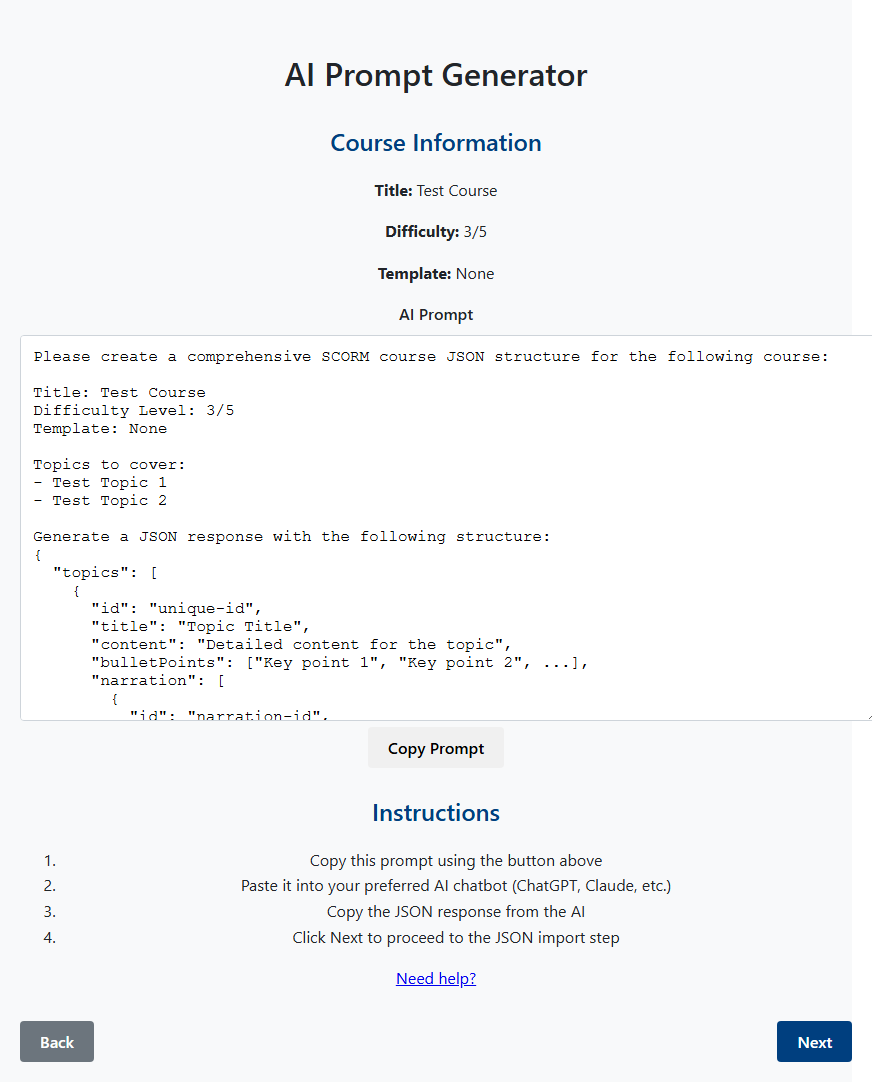 AI Prompt Generator
Course Information
Title: Test Course
Difficulty: 3/5
Template: None
AI Prompt
Please create a comprehensive SCORM course JSON structure for the following course:
Title: Test Course
Difficulty Level: 3/5
Template: None
Topics to cover:
- Test Topic 1
- Test Topic 2
Generate a JSON response with the following structure:
{
  "topics": [
    {
      "id": "unique-id",
      "title": "Topic Title",
      "content": "Detailed content for the topic",
      "bulletPoints": ["Key point 1", "Key point 2", ...],
      "narration": [
        {
          "id": "narration-id",
Copy Prompt
Instructions
1. Copy this prompt using the button above
2. Paste it into your preferred AI chatbot (ChatGPT, Claude, etc.)
3. Copy the JSON response from the AI
4. Click Next to proceed to the JSON import step
Need help?
Back Next